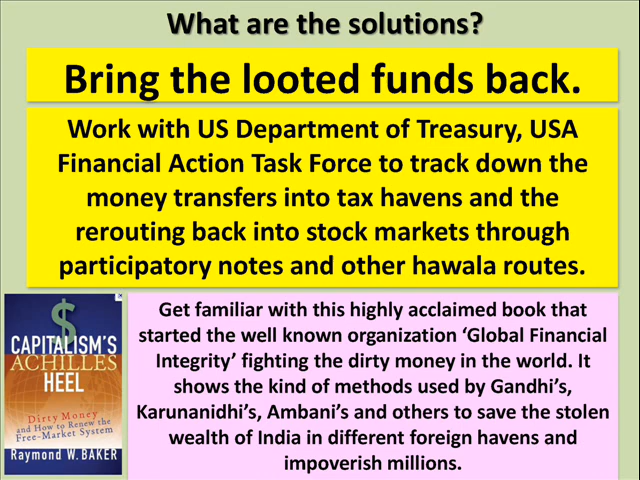 What are the solutions?
Bring the looted funds back.
Work with US Department of Treasury, USA
Financial Action Task Force to track down the
money transfers into tax havens and the
rerouting back into stock markets through
participatory notes and other hawala routes.
$
CAPITALISM'S
ACHILLES
HEEL
Dirty Money
and How to Renew the
Free-Market System
Raymond W. BAKER
Get familiar with this highly acclaimed book that
started the well known organization ‘Global Financial
Integrity’ fighting the dirty money in the world. It
shows the kind of methods used by Gandhi’s,
Karunanidhi’s, Ambani’s and others to save the stolen
wealth of India in different foreign havens and
impoverish millions.